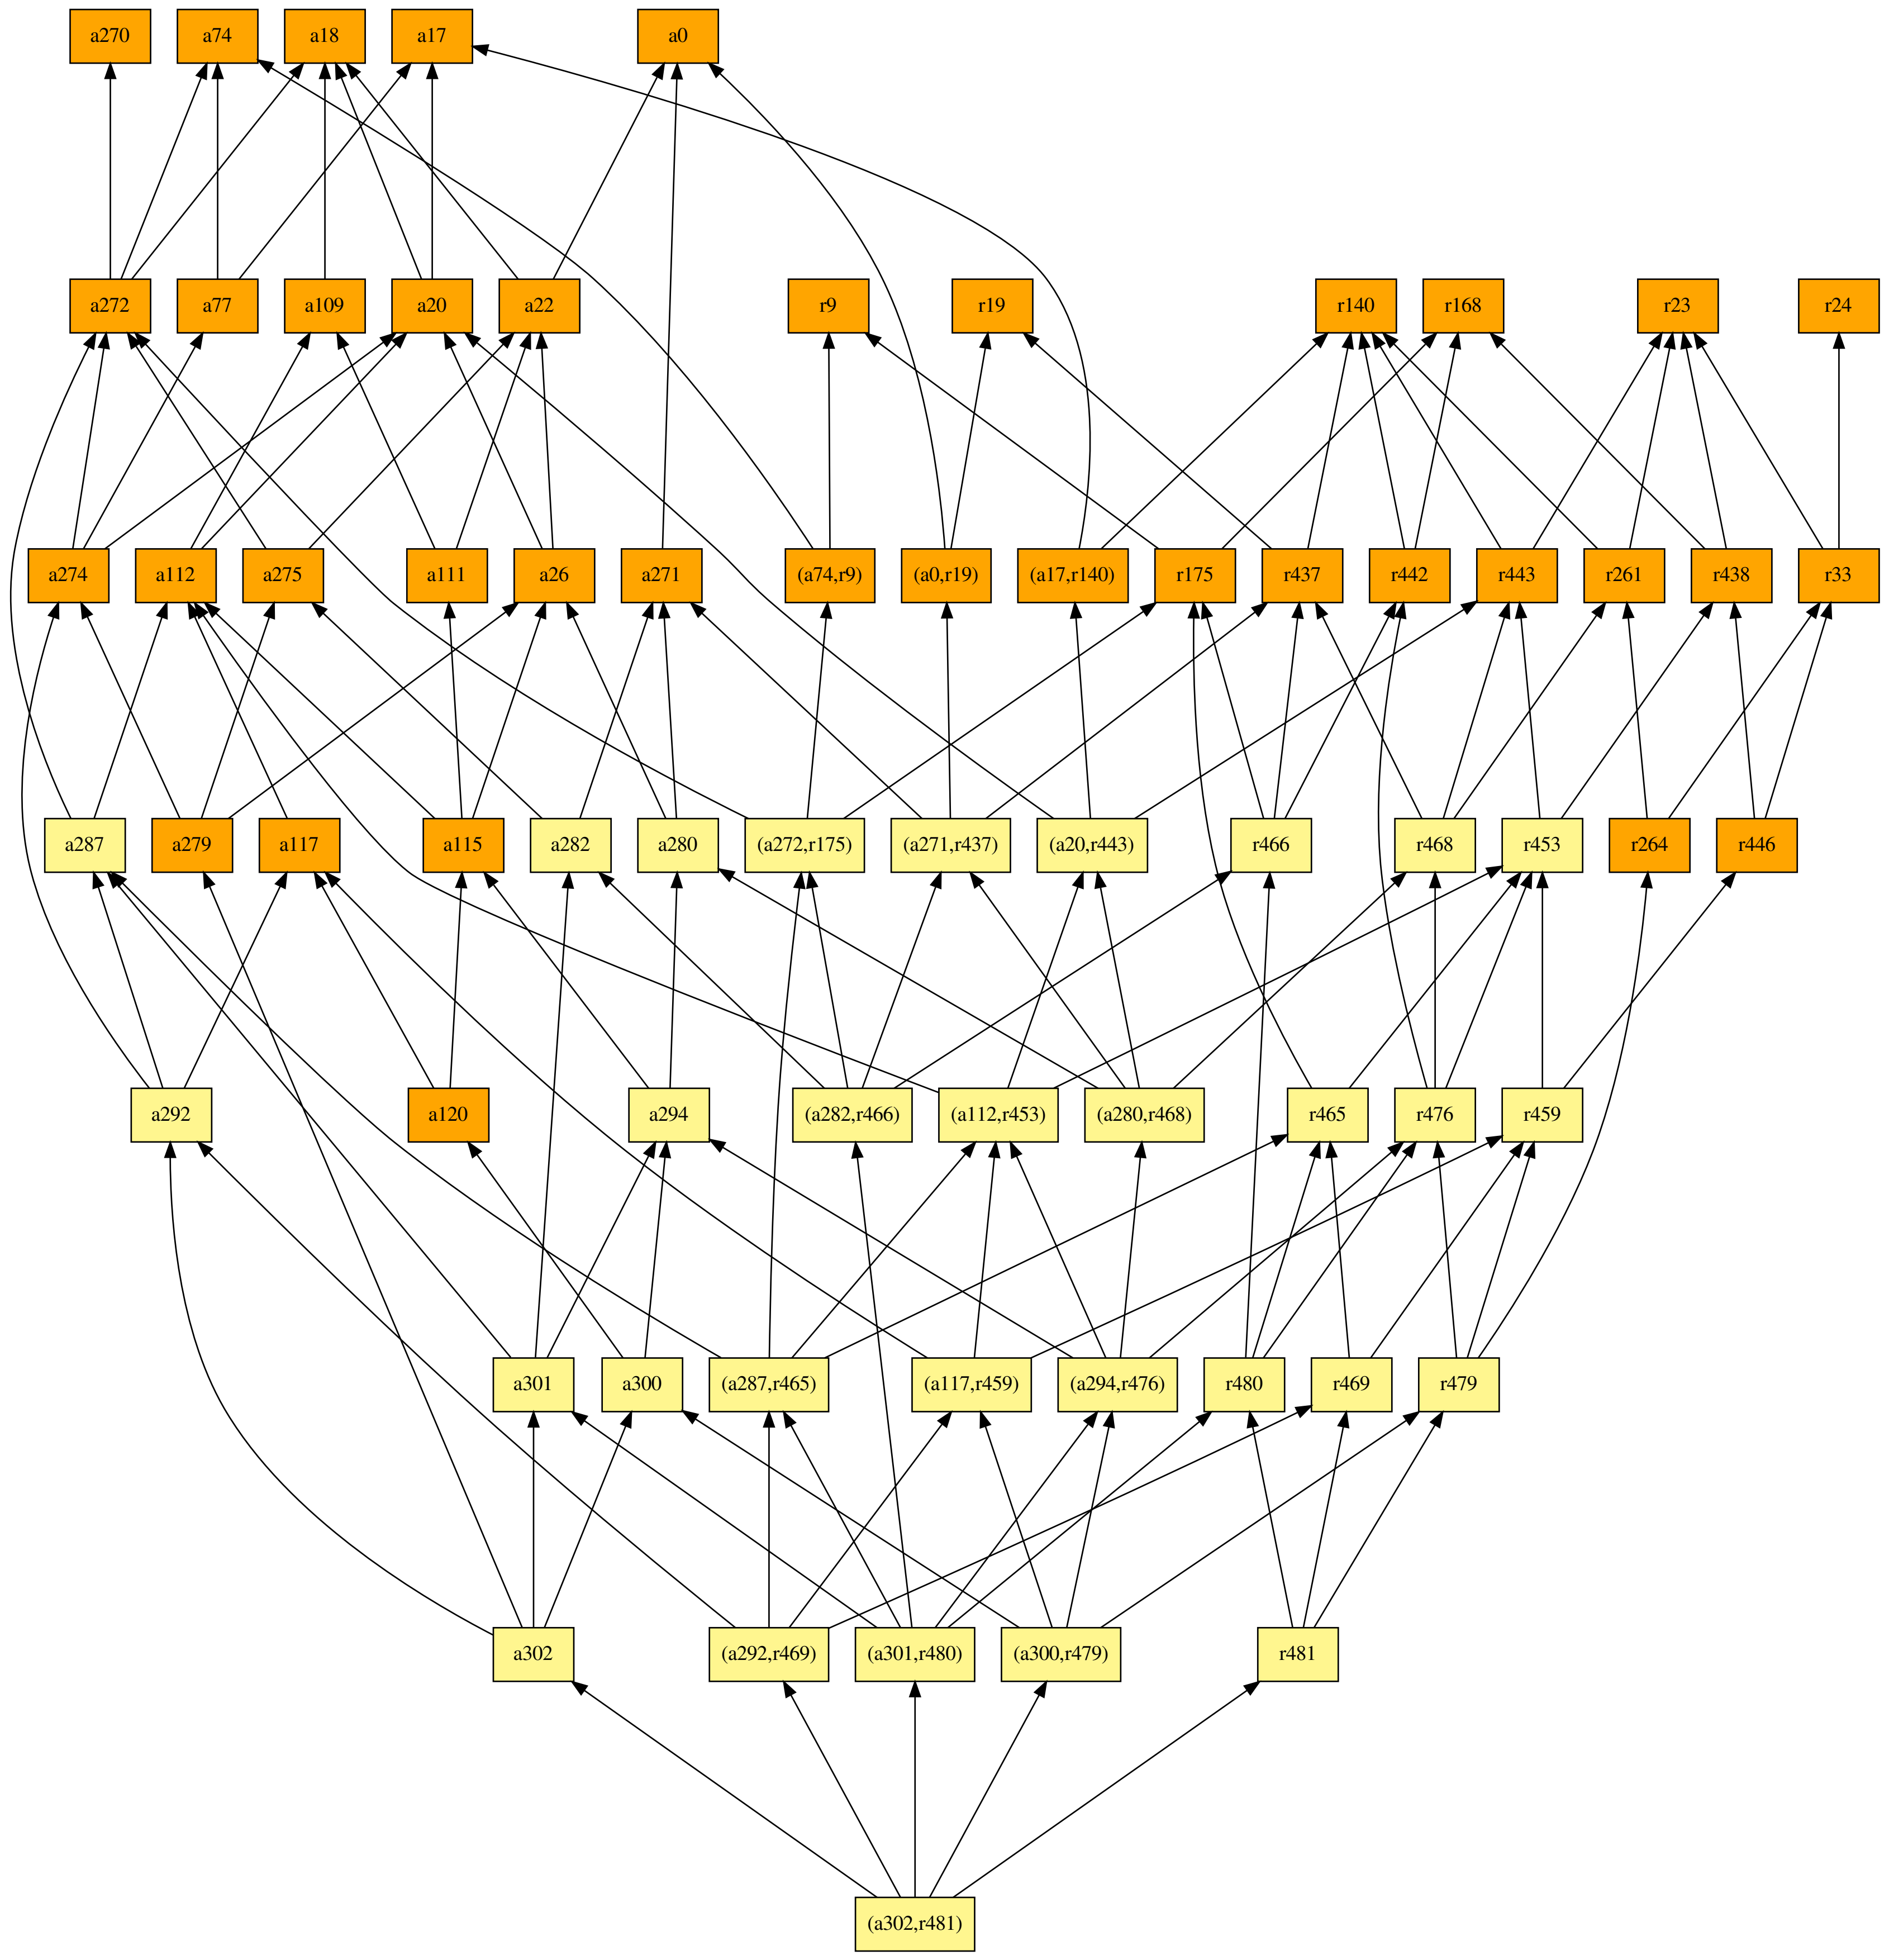 a270 a74 a18 a17 a0
a272 a77 a109 a20 a22 r9 r19 r140 r168 r23 r24
a274 a112 a275 a111 a26 a271 (a74,r9) (a0,r19) (a17,r140) r175 r437 r442 r443 r261 r438 r33
a287 a279 a117 a115 a282 a280 (a272,r175) (a271,r437) (a20,r443) r466 r468 r453 r264 r446
a292 a120 a294 (a282,r466) (a112,r453) (a280,r468) r465 r476 r459
a301 a300 (a287,r465) (a117,r459) (a294,r476) r480 r469 r479
a302 (a292,r469) (a301,r480) (a300,r479) r481
(a302,r481)